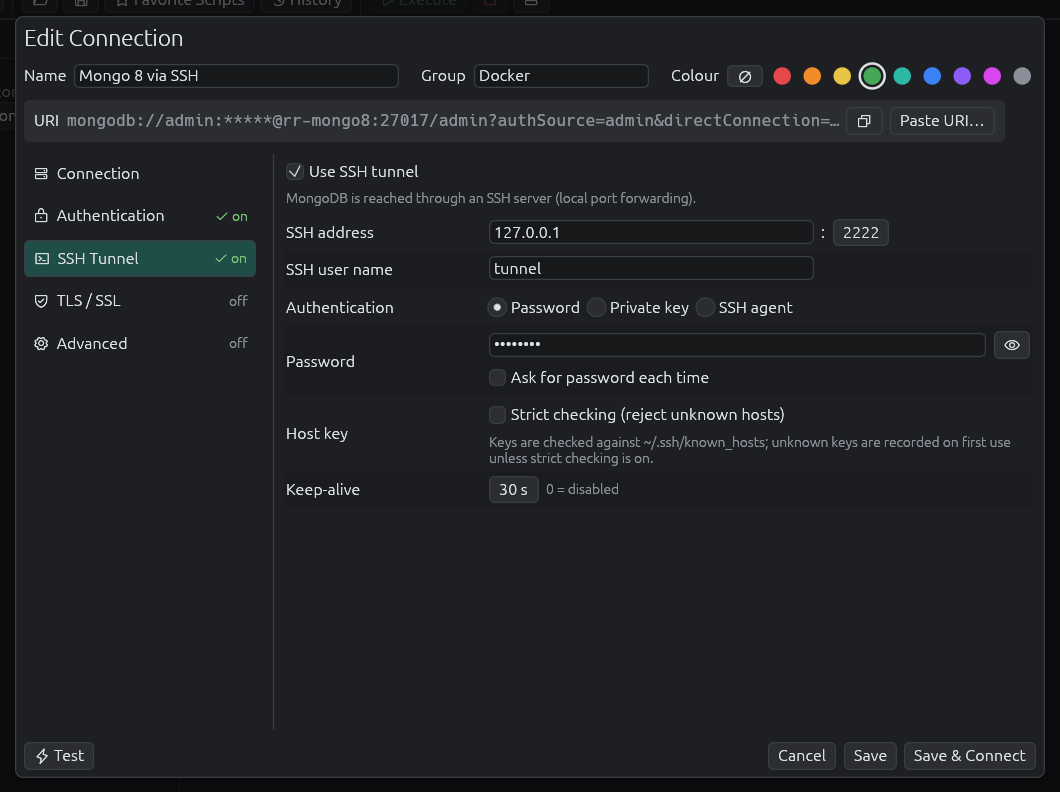 Favorite Scripts
History
Execute
Edit Connection
Name Mongo 8 via SSH Group Docker Colour
URI mongodb://admin:*****@rr-mongo8:27017/admin?authSource=admin&directConnection=… Paste URI…
Connection
Authentication on
SSH Tunnel on
TLS / SSL off
Advanced off
Use SSH tunnel
MongoDB is reached through an SSH server (local port forwarding).
SSH address 127.0.0.1 : 2222
SSH user name tunnel
Authentication Password Private key SSH agent
Password ••••••••
Ask for password each time
Host key Strict checking (reject unknown hosts)
Keys are checked against ~/.ssh/known_hosts; unknown keys are recorded on first use
unless strict checking is on.
Keep-alive 30 s 0 = disabled
Test Cancel Save Save & Connect